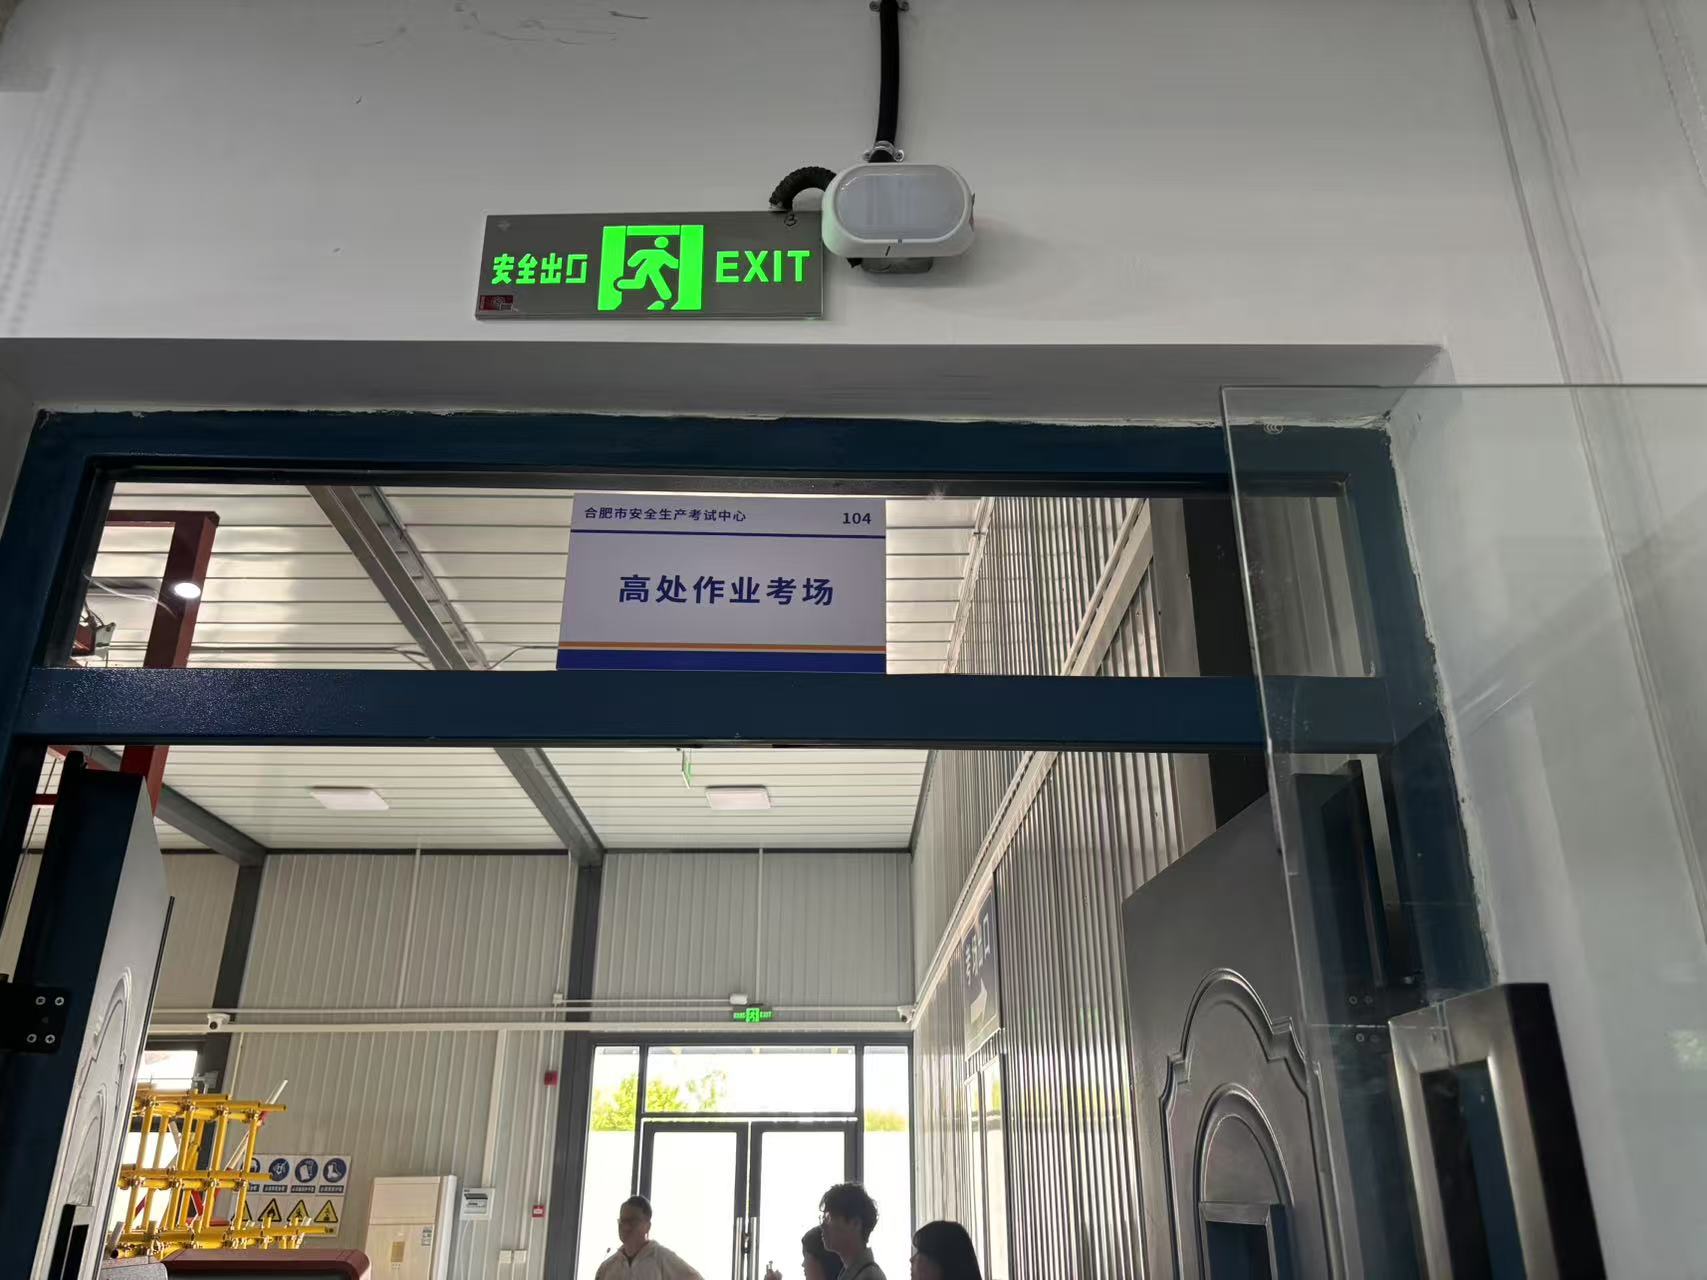 安全出口 EXIT
合肥市安全生产考试中心 104
高处作业考场
EXIT